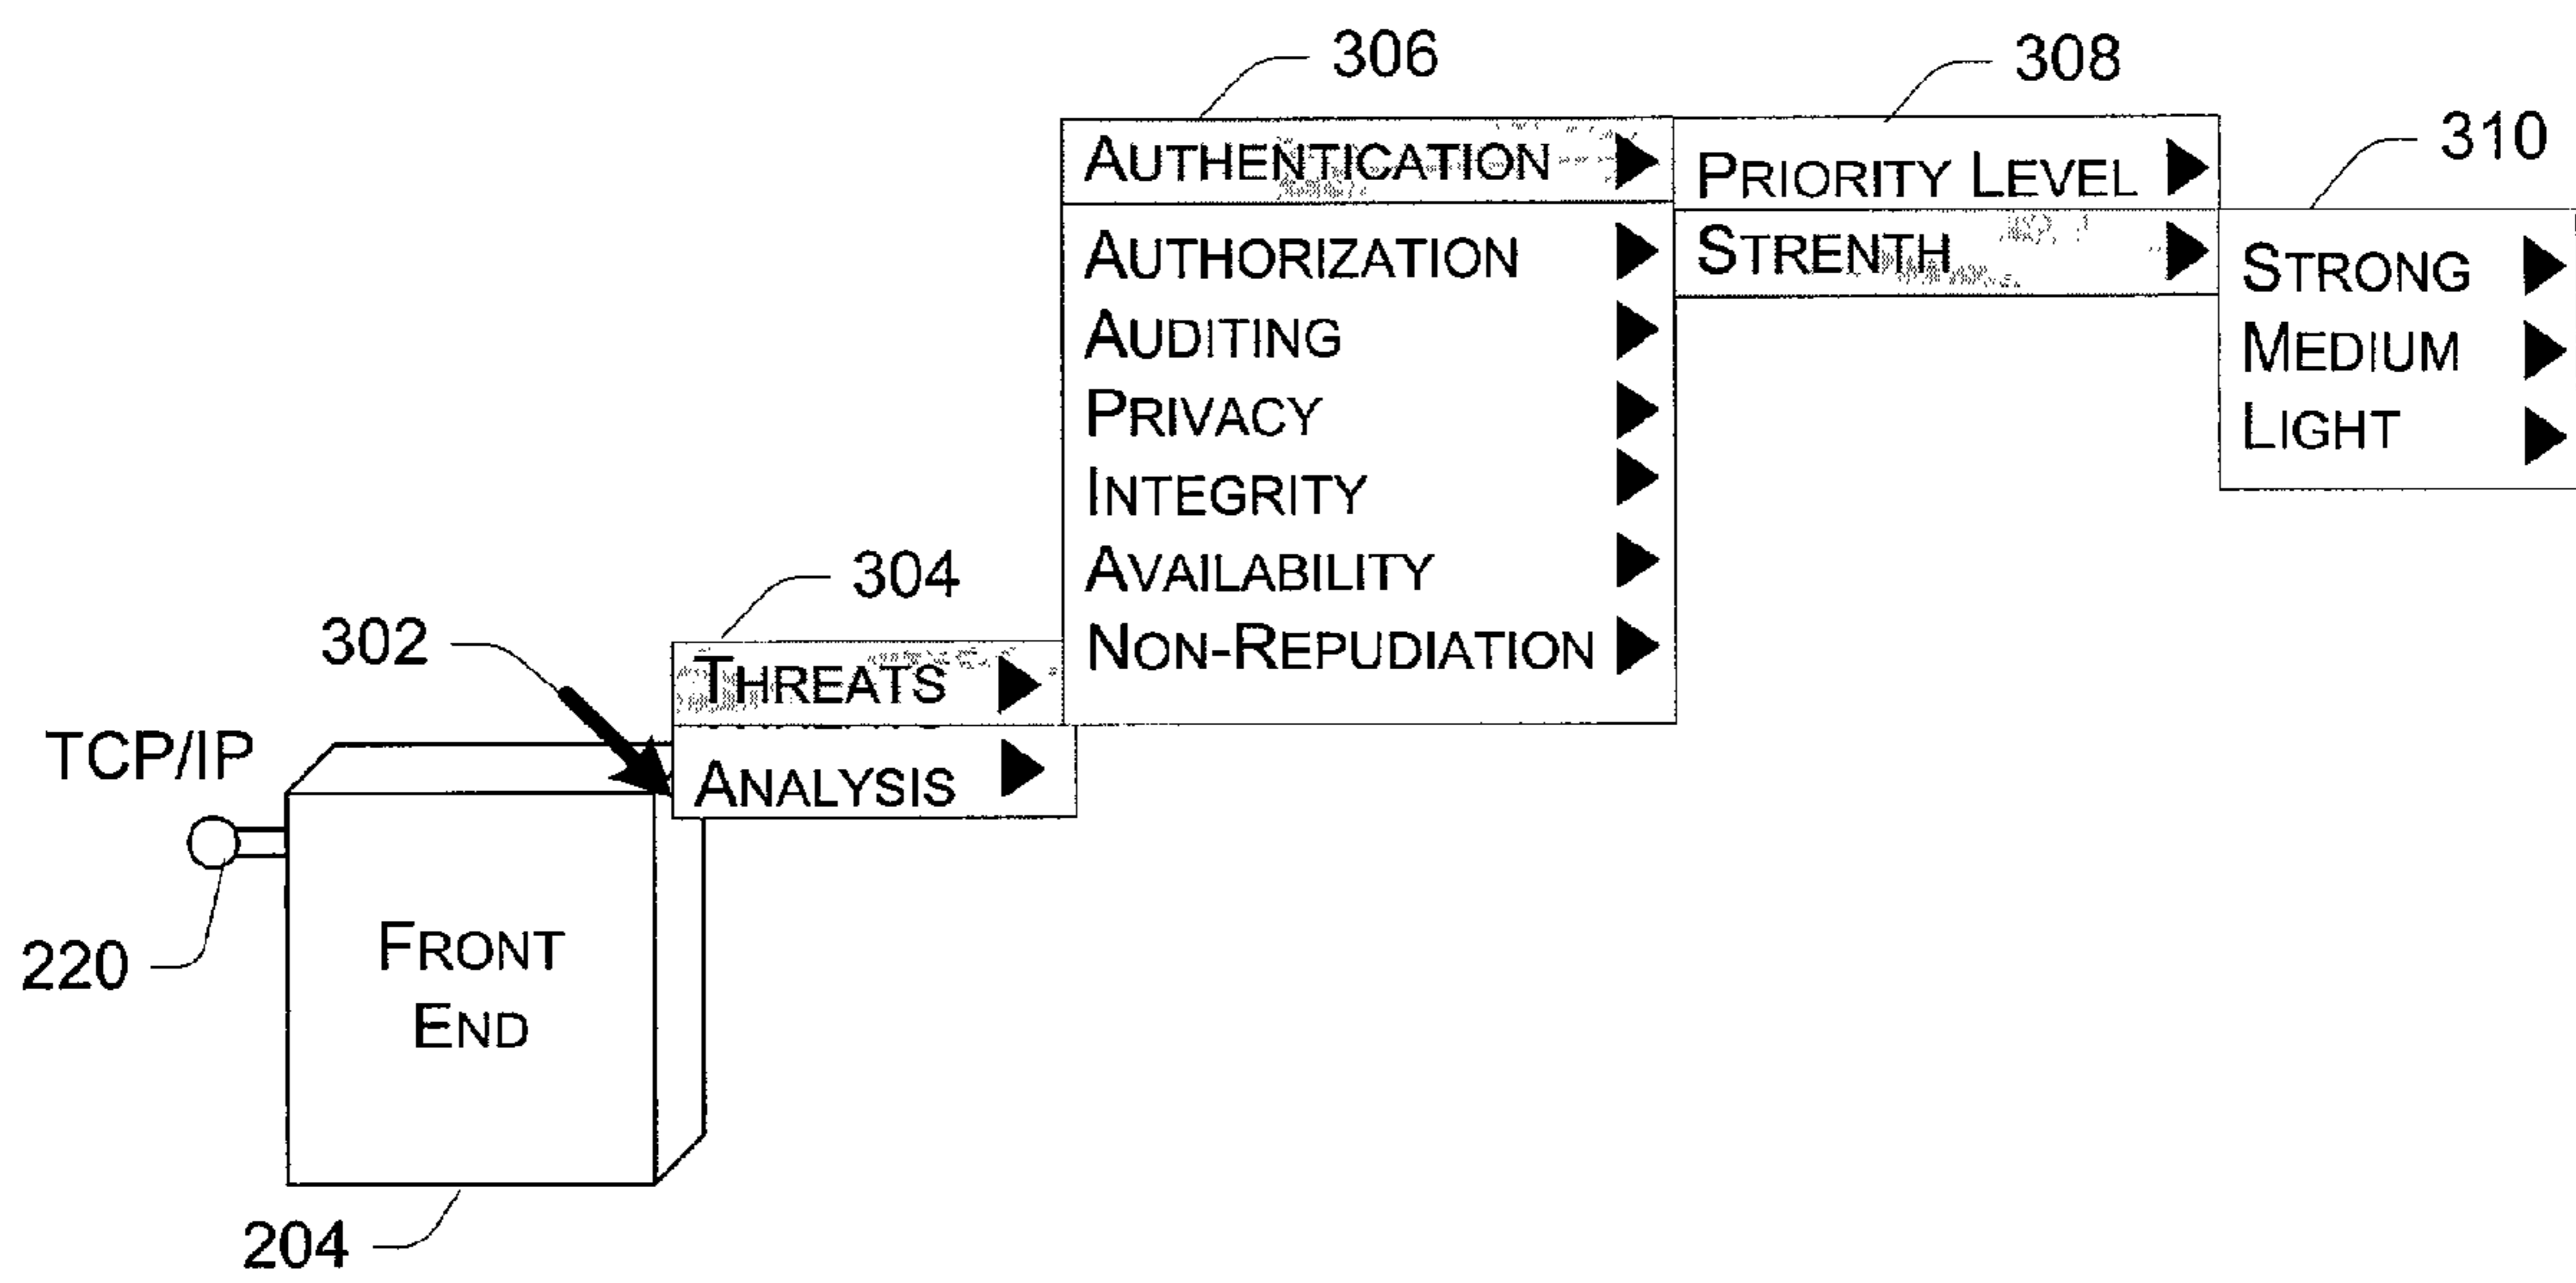 306
308
310
AUTHENTICATION
AUTHORIZATION
AUDITING
PRIVACY
INTEGRITY
AVAILABILITY
NON-REPUDIATION
PRIORITY LEVEL
STRENTH
STRONG
MEDIUM
LIGHT
304
302
THREATS
ANALYSIS
TCP/IP
220
FRONT
END
204